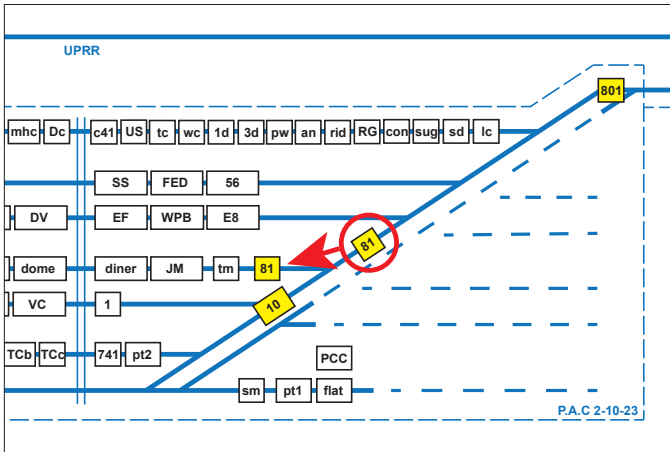 UPRR
801
mhc Dc c41 US tc wc 1d 3d pw an rid RG con sug sd lc
SS FED 56
DV EF WPB E8
81
dome diner JM tm 81
VC 1 10
TCb TCc 741 pt2
PCC
sm pt1 flat
P.A.C 2-10-23